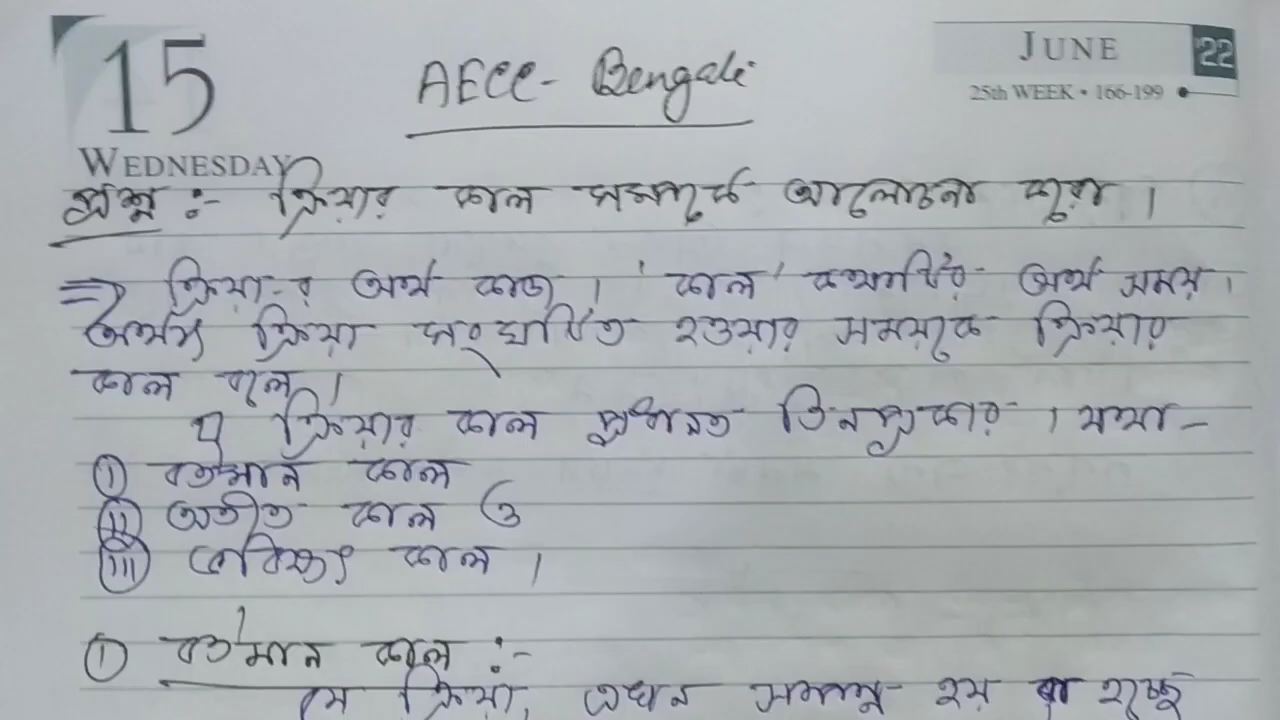 15
AECC- Bengali
JUNE '22
25th WEEK • 166-199
WEDNESDAY
প্রশ্ন :- ক্রিয়ার কাল সম্পর্কে আলোচনা করো।
⇒ ক্রিয়া-র অর্থ কাজ। 'কাল' কথাটির অর্থ সময়।
অর্থাৎ ক্রিয়া সংঘটিত হওয়ার সময়কে ক্রিয়ার
কাল বলে।
ক্রিয়ার কাল প্রধানত তিনপ্রকার। যথা-
(i) বর্তমান কাল
(ii) অতীত কাল ও
(iii) ভবিষ্যৎ কাল।
(i) বর্তমান কাল :-
যে ক্রিয়া, এখন সম্পন্ন হয় বা হচ্ছে